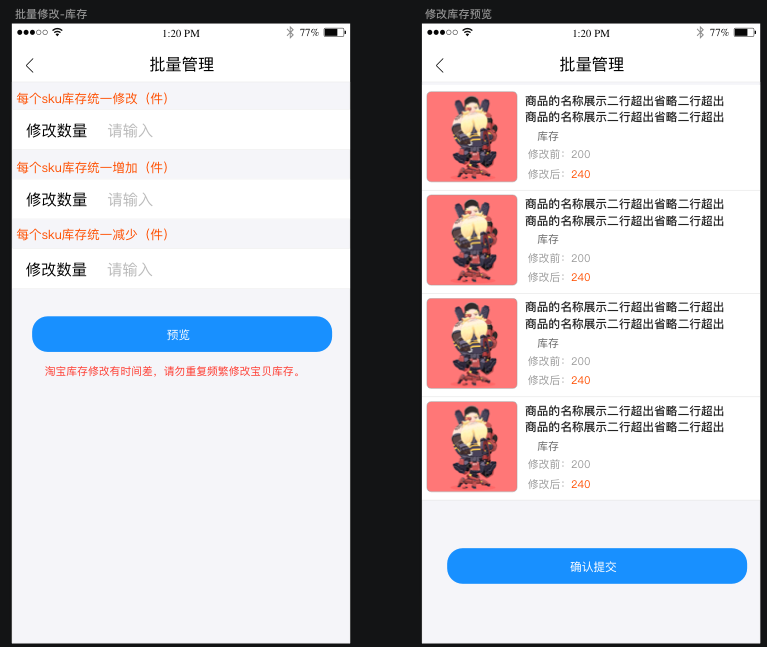 批量修改-库存
1:20 PM
77%
批量管理
每个sku库存统一修改（件）
修改数量 请输入
每个sku库存统一增加（件）
修改数量 请输入
每个sku库存统一减少（件）
修改数量 请输入
预览
淘宝库存修改有时间差，请勿重复频繁修改宝贝库存。
修改库存预览
1:20 PM
77%
批量管理
商品的名称展示二行超出省略二行超出
商品的名称展示二行超出省略二行超出
库存
修改前：200
修改后：240
商品的名称展示二行超出省略二行超出
商品的名称展示二行超出省略二行超出
库存
修改前：200
修改后：240
商品的名称展示二行超出省略二行超出
商品的名称展示二行超出省略二行超出
库存
修改前：200
修改后：240
商品的名称展示二行超出省略二行超出
商品的名称展示二行超出省略二行超出
库存
修改前：200
修改后：240
确认提交